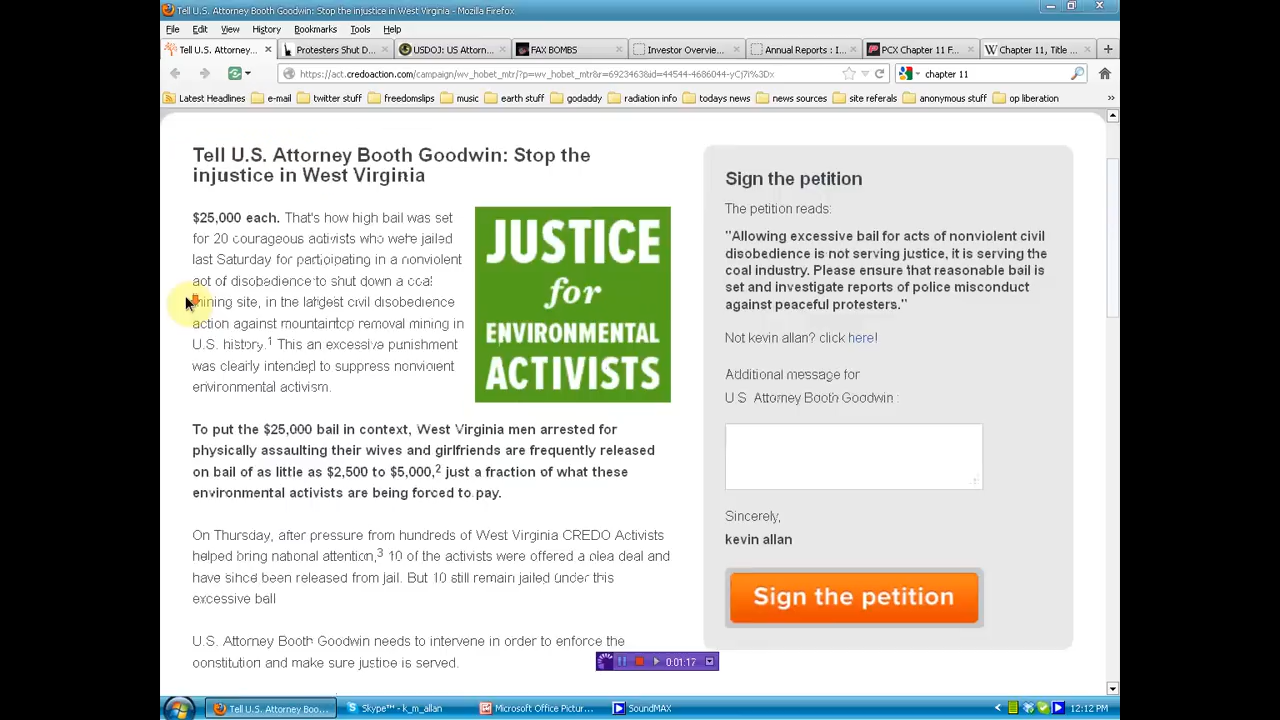 Tell U.S. Attorney Booth Goodwin: Stop the injustice in West Virginia - Mozilla Firefox
File Edit View History Bookmarks Tools Help
Tell U.S. Attorney... Protesters Shut D... USDOJ: US Attorn... FAX BOMBS Investor Overvie... Annual Reports : I... PCX Chapter 11 F... Chapter 11, Title ...
https://act.credoaction.com/campaign/wv_hobet_mtr/?p=wv_hobet_mtr&r=6923463&id=44544-4686044-yCj7i%3Dx
chapter 11
Latest Headlines e-mail twitter stuff freedomslips music earth stuff godaddy radiation info todays news news sources site referals anonymous stuff op liberation »
Tell U.S. Attorney Booth Goodwin: Stop the
injustice in West Virginia
$25,000 each. That's how high bail was set
for 20 courageous activists who were jailed
last Saturday for participating in a nonviolent
act of disobedience to shut down a coal
mining site, in the largest civil disobedience
action against mountaintop removal mining in
U.S. history.1 This an excessive punishment
was clearly intended to suppress nonviolent
environmental activism.
JUSTICE
for
ENVIRONMENTAL
ACTIVISTS
To put the $25,000 bail in context, West Virginia men arrested for
physically assaulting their wives and girlfriends are frequently released
on bail of as little as $2,500 to $5,000,2 just a fraction of what these
environmental activists are being forced to pay.
On Thursday, after pressure from hundreds of West Virginia CREDO Activists
helped bring national attention,3 10 of the activists were offered a plea deal and
have since been released from jail. But 10 still remain jailed under this
excessive bail
U.S. Attorney Booth Goodwin needs to intervene in order to enforce the
constitution and make sure justice is served.
Sign the petition
The petition reads:
"Allowing excessive bail for acts of nonviolent civil
disobedience is not serving justice, it is serving the
coal industry. Please ensure that reasonable bail is
set and investigate reports of police misconduct
against peaceful protesters."
Not kevin allan? click here!
Additional message for
U S Attorney Booth Goodwin :
Sincerely,
kevin allan
Sign the petition
0:01:17
Tell U.S. Attorney Boo... Skype™ - k_m_allan Microsoft Office Pictur... SoundMAX 12:12 PM